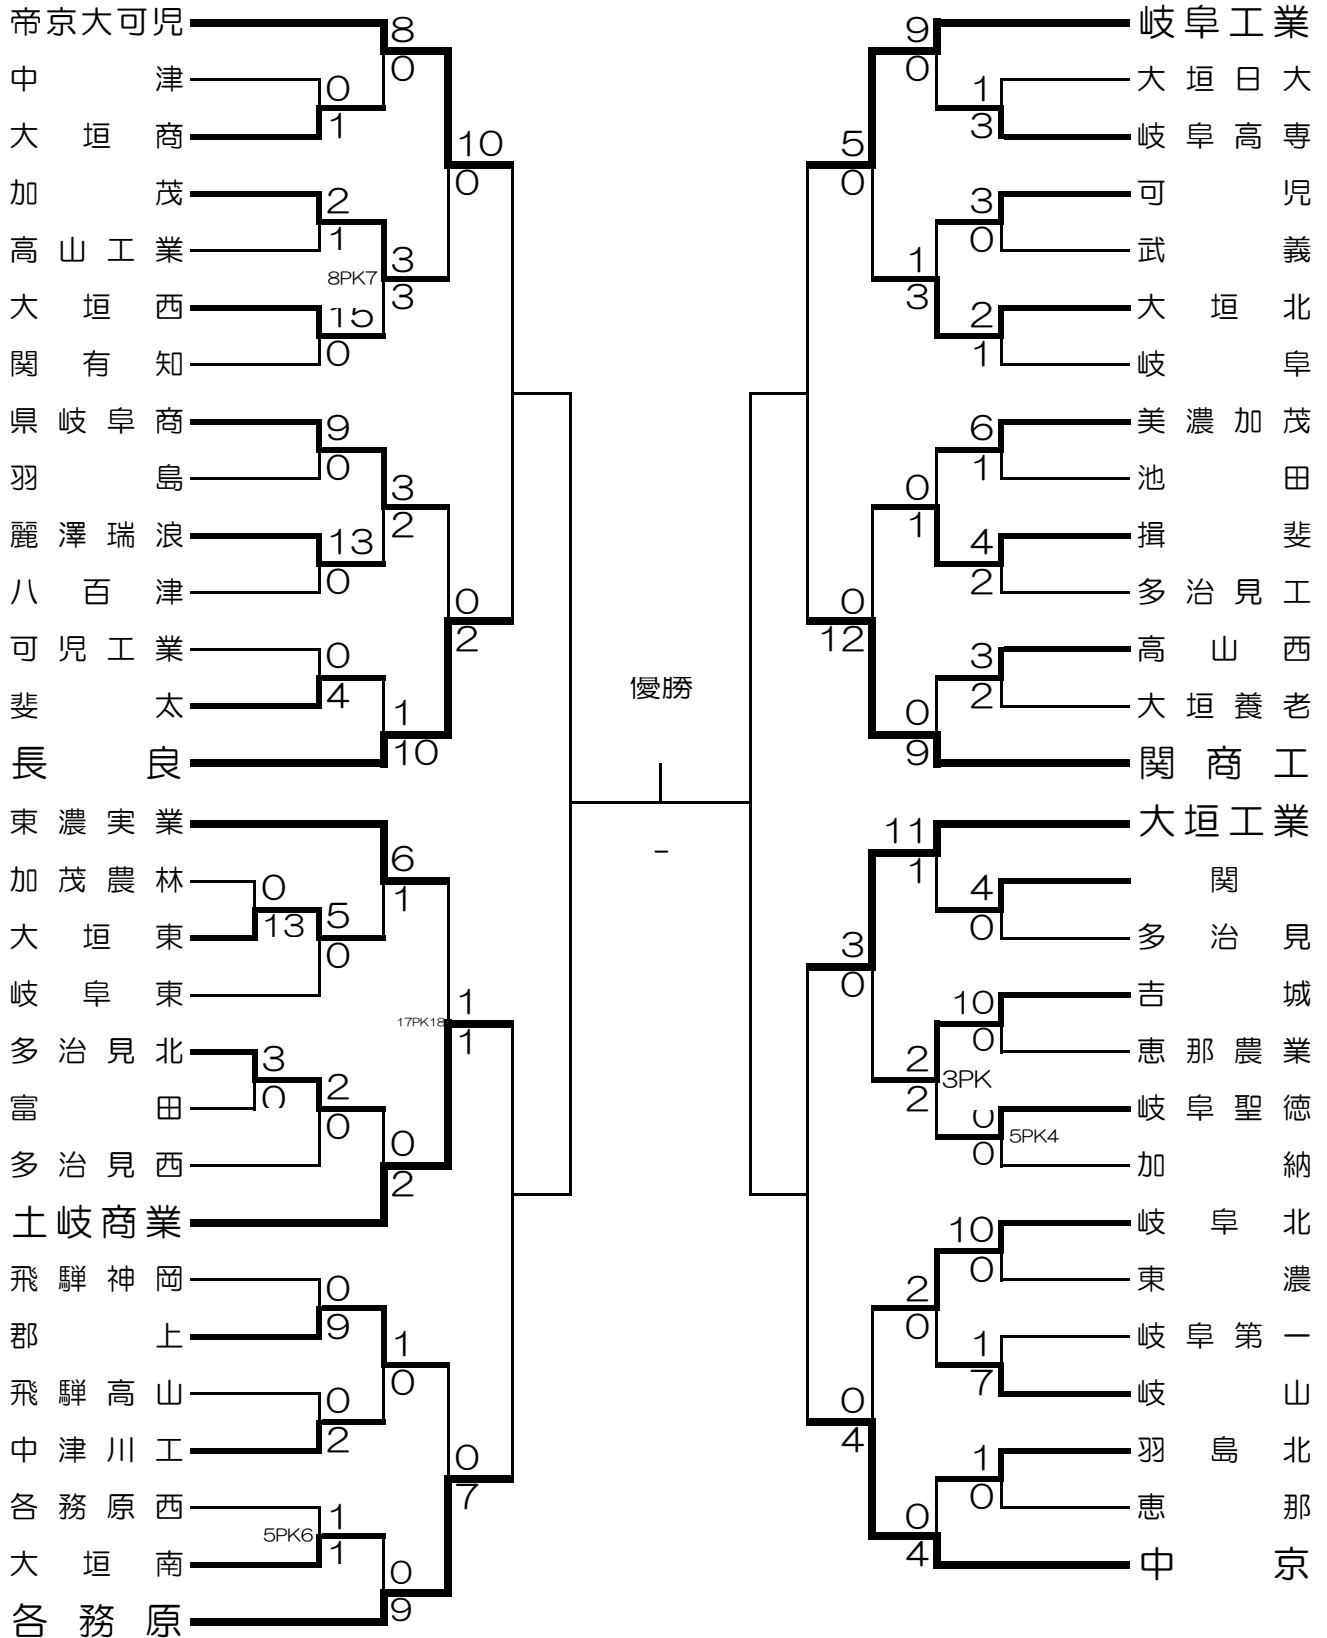 帝京大可児
8
0
中津
0
大垣商
1
10
0
加茂
2
高山工業
1
3
8PK7
3
大垣西
15
関有知
0
県岐阜商
9
羽島
0
3
2
麗澤瑞浪
13
八百津
0
0
2
可児工業
0
斐太
4
1
10
長良
東濃実業
6
1
加茂農林
0
大垣東
13
5
0
岐阜東
1
17PK18
1
多治見北
3
富田
0
2
0
多治見西
0
2
土岐商業
飛騨神岡
0
郡上
9
1
0
飛騨高山
0
中津川工
2
0
7
各務原西
1
5PK6
大垣南
1
0
9
各務原
優勝
-
岐阜工業
9
0
大垣日大
1
岐阜高専
3
5
0
可児
3
武義
0
1
3
大垣北
2
岐阜
1
美濃加茂
6
池田
1
0
1
揖斐
4
多治見工
2
0
12
高山西
3
大垣養老
2
0
9
関商工
大垣工業
11
1
関
4
多治見
0
3
0
吉城
10
恵那農業
0
2
3PK
2
岐阜聖徳
0
5PK4
加納
0
岐阜北
10
東濃
0
2
0
岐阜第一
1
岐山
7
0
4
羽島北
1
恵那
0
0
4
中京